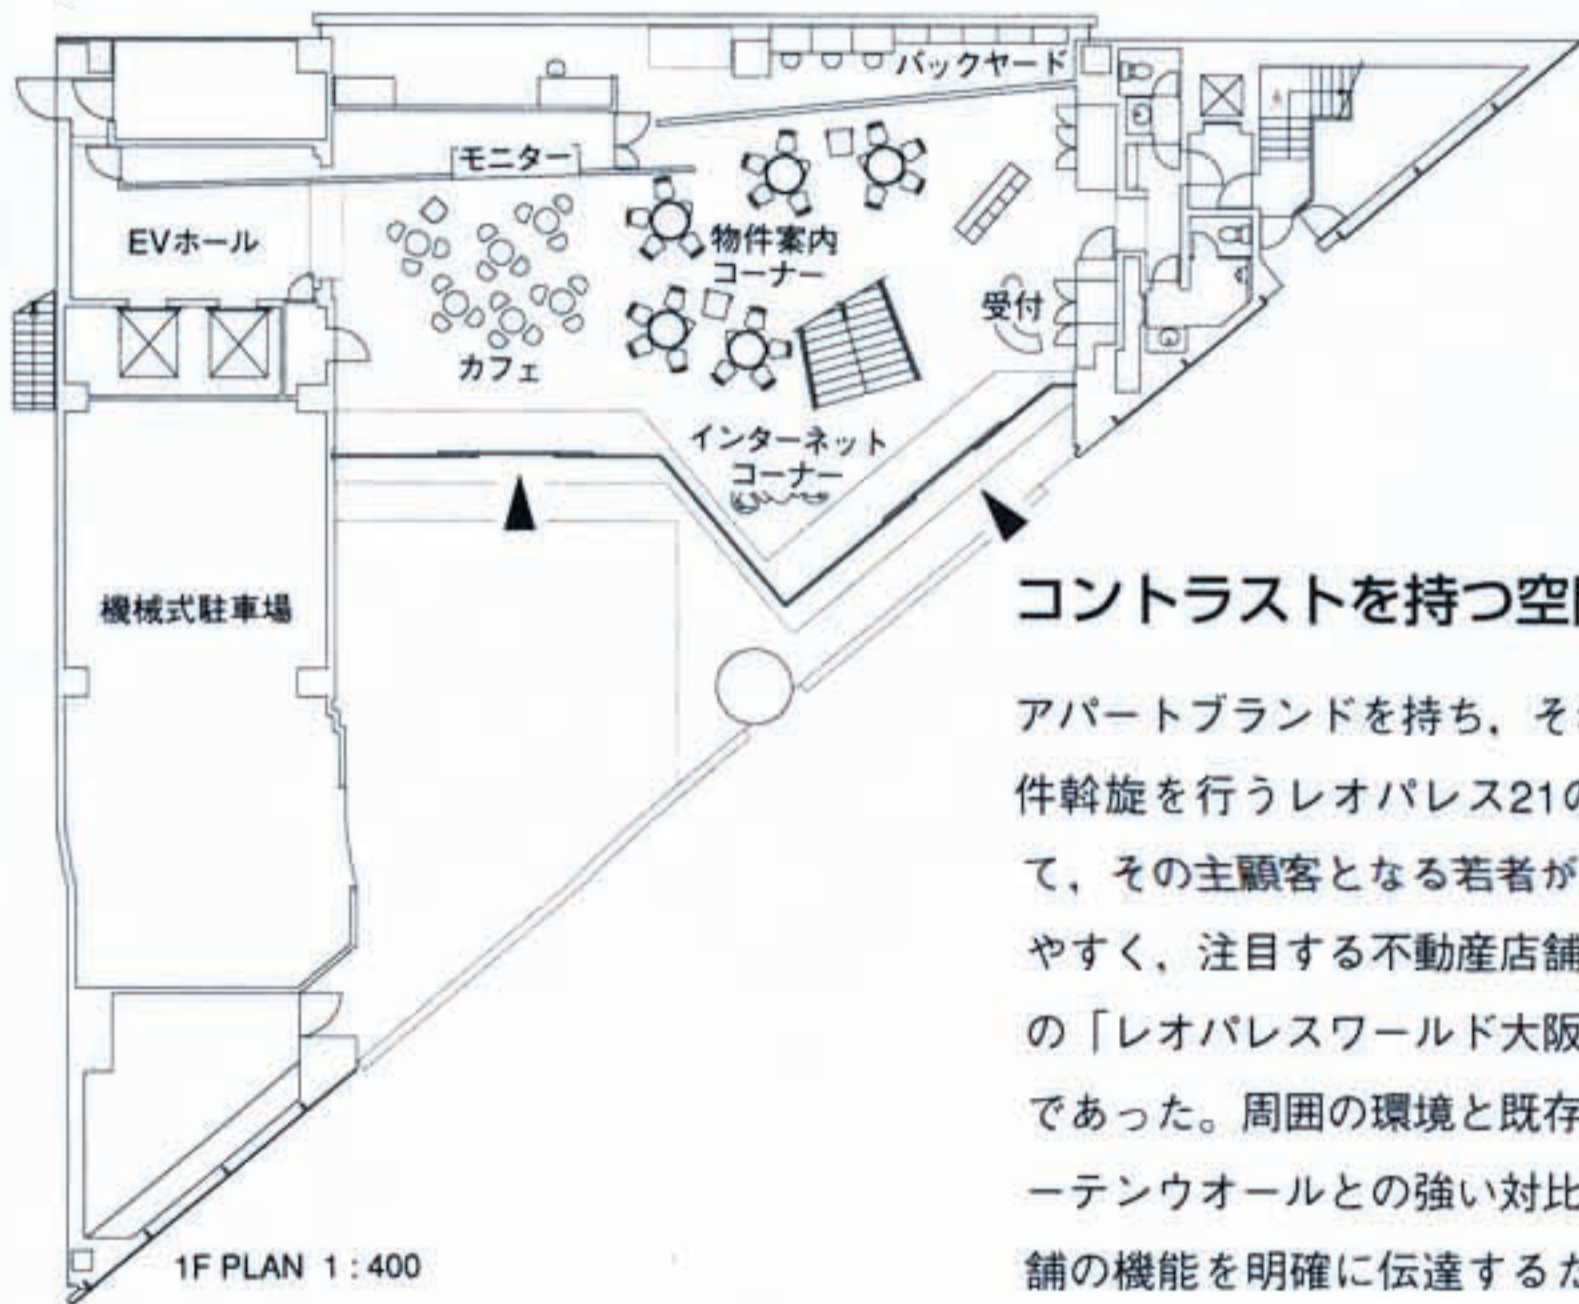 バックヤード
モニター
EVホール
物件案内
コーナー
受付
カフェ
インターネット
コーナー
機械式駐車場
1F PLAN 1 : 400
コントラストを持つ空
アパートブランドを持ち，そ
件斡旋を行うレオパレス21の
て，その主顧客となる若者が
やすく，注目する不動産店舗
の「レオパレスワールド大阪
であった。周囲の環境と既存
ーテンウオールとの強い対比
舗の機能を明確に伝達するた